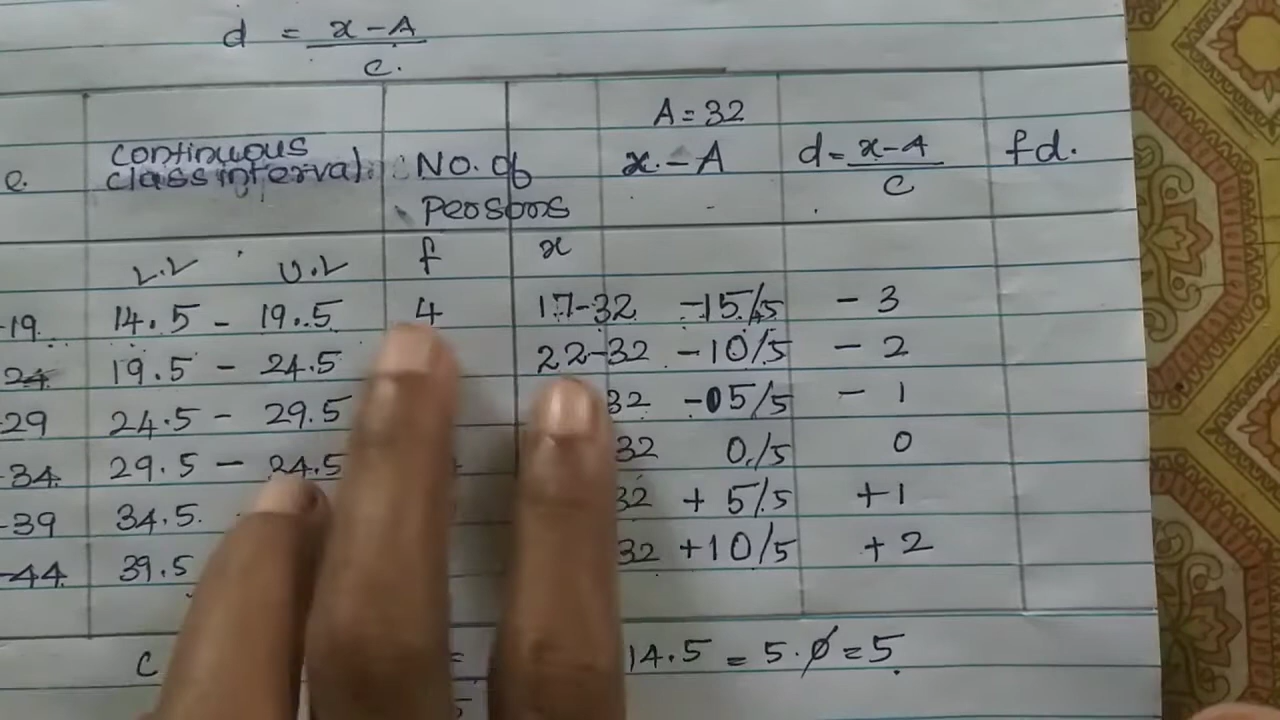 d = x-A
c.
A=32
e. continuous No. of x.-A d=x-A fd.
class interval. persons c
L.L U.L f x
-19. 14.5 - 19.5 4 17-32 -15/5 -3
24 19.5 - 24.5 22-32 -10/5 -2
-29 24.5 - 29.5 32 -05/5 -1
-34. 29.5 - 24.5 32 0/5 0
-39 34.5. 32 +5/5 +1
-44 39.5 32 +10/5 +2
C = 14.5 = 5.0=5.